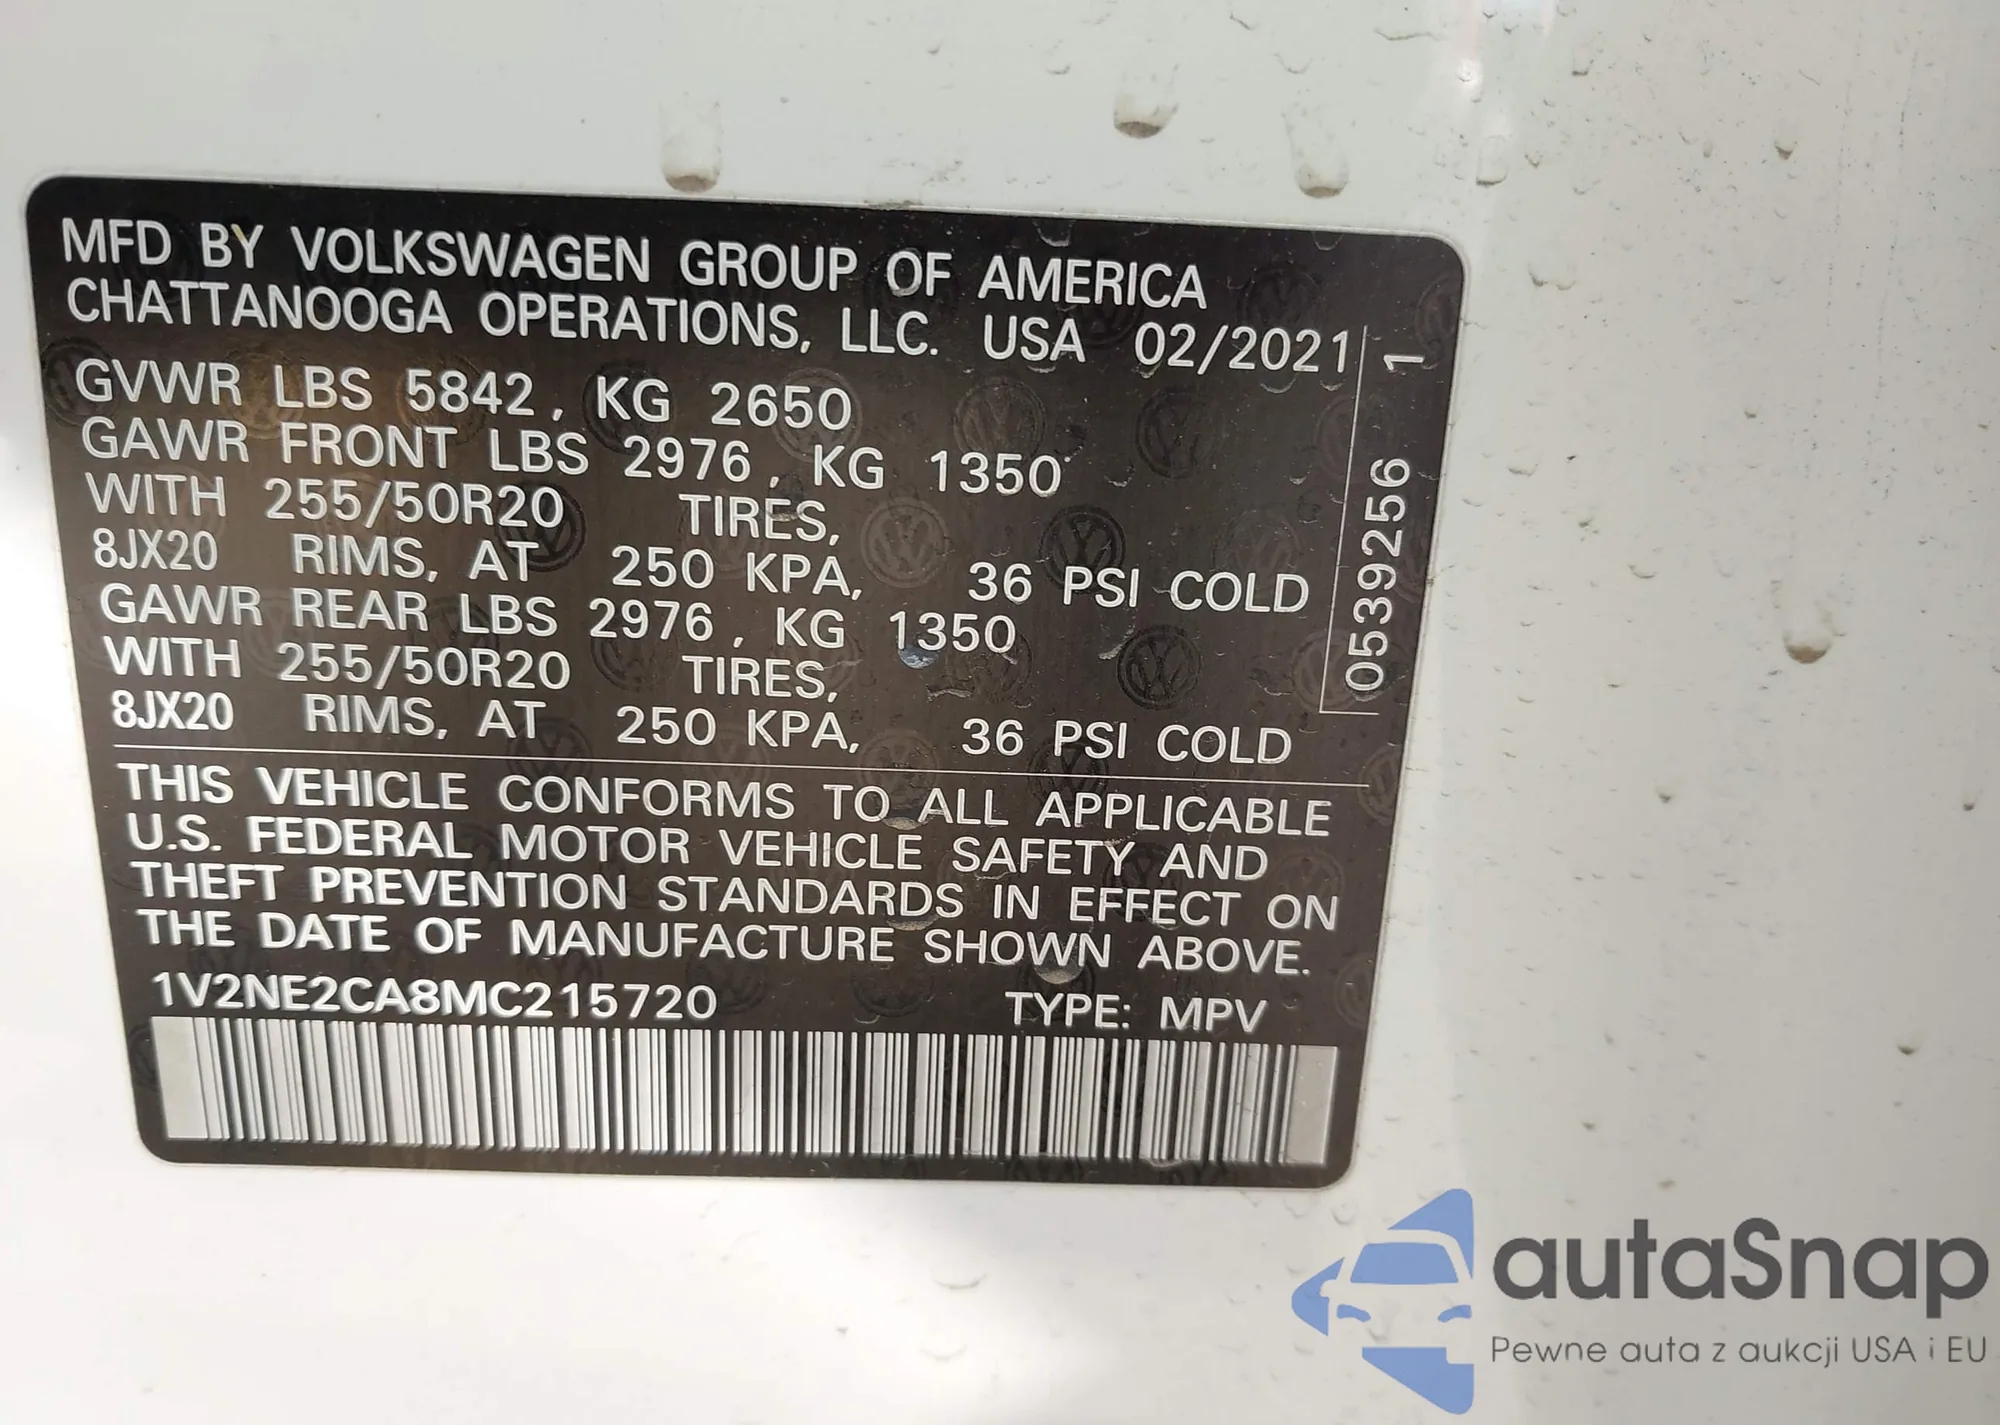 MFD BY VOLKSWAGEN GROUP OF AMERICA
CHATTANOOGA OPERATIONS, LLC. USA 02/2021
GVWR LBS 5842, KG 2650
GAWR FRONT LBS 2976, KG 1350
WITH 255/50R20 TIRES,
8JX20 RIMS, AT 250 KPA, 36 PSI COLD
GAWR REAR LBS 2976, KG 1350
WITH 255/50R20 TIRES,
8JX20 RIMS, AT 250 KPA, 36 PSI COLD
0539256 1
THIS VEHICLE CONFORMS TO ALL APPLICABLE
U.S. FEDERAL MOTOR VEHICLE SAFETY AND
THEFT PREVENTION STANDARDS IN EFFECT ON
THE DATE OF MANUFACTURE SHOWN ABOVE.
1V2NE2CA8MC215720 TYPE: MPV
autaSnap
Pewne auta z aukcji USA i EU